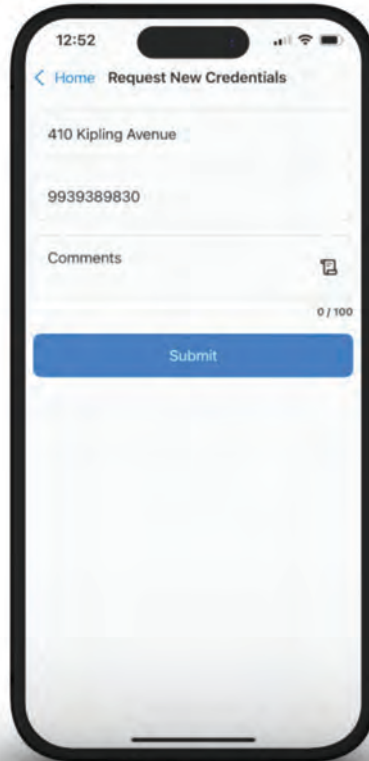 12:52
Home Request New Credentials
410 Kipling Avenue
9939389830
Comments
0 / 100
Submit